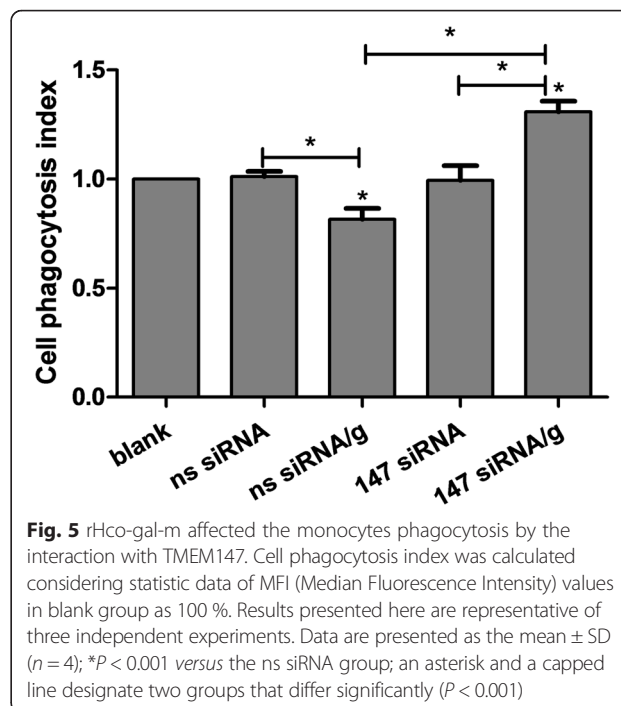 *
*
1.5
*
*
*
1.0
0.5
0.0
Cell phagocytosis index
blank
ns siRNA
ns siRNA/g
147 siRNA
147 siRNA/g
Fig. 5 rHco-gal-m affected the monocytes phagocytosis by the
interaction with TMEM147. Cell phagocytosis index was calculated
considering statistic data of MFI (Median Fluorescence Intensity) values
in blank group as 100 %. Results presented here are representative of
three independent experiments. Data are presented as the mean ± SD
(n = 4); *P < 0.001 versus the ns siRNA group; an asterisk and a capped
line designate two groups that differ significantly (P < 0.001)